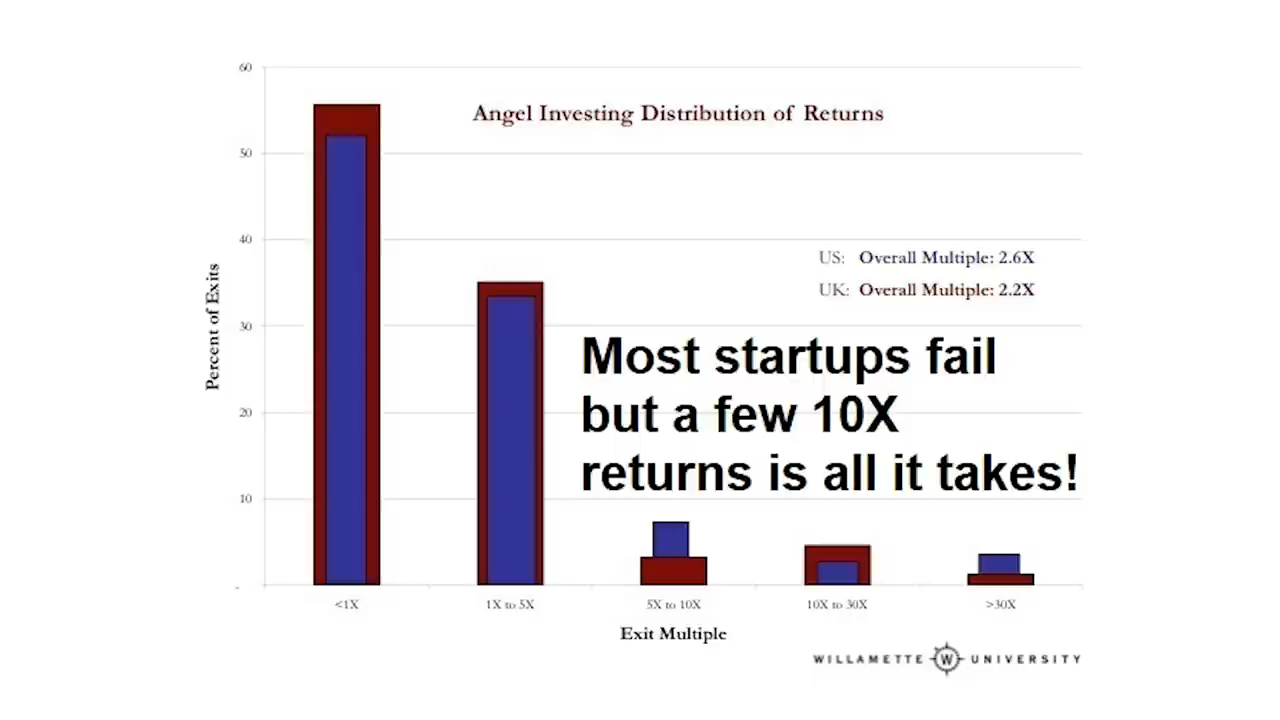 Angel Investing Distribution of Returns
60
50
40
30
20
10
-
Percent of Exits
US: Overall Multiple: 2.6X
UK: Overall Multiple: 2.2X
Most startups fail
but a few 10X
returns is all it takes!
<1X 1X to 5X 5X to 10X 10X to 30X >30X
Exit Multiple
WILLAMETTE W UNIVERSITY